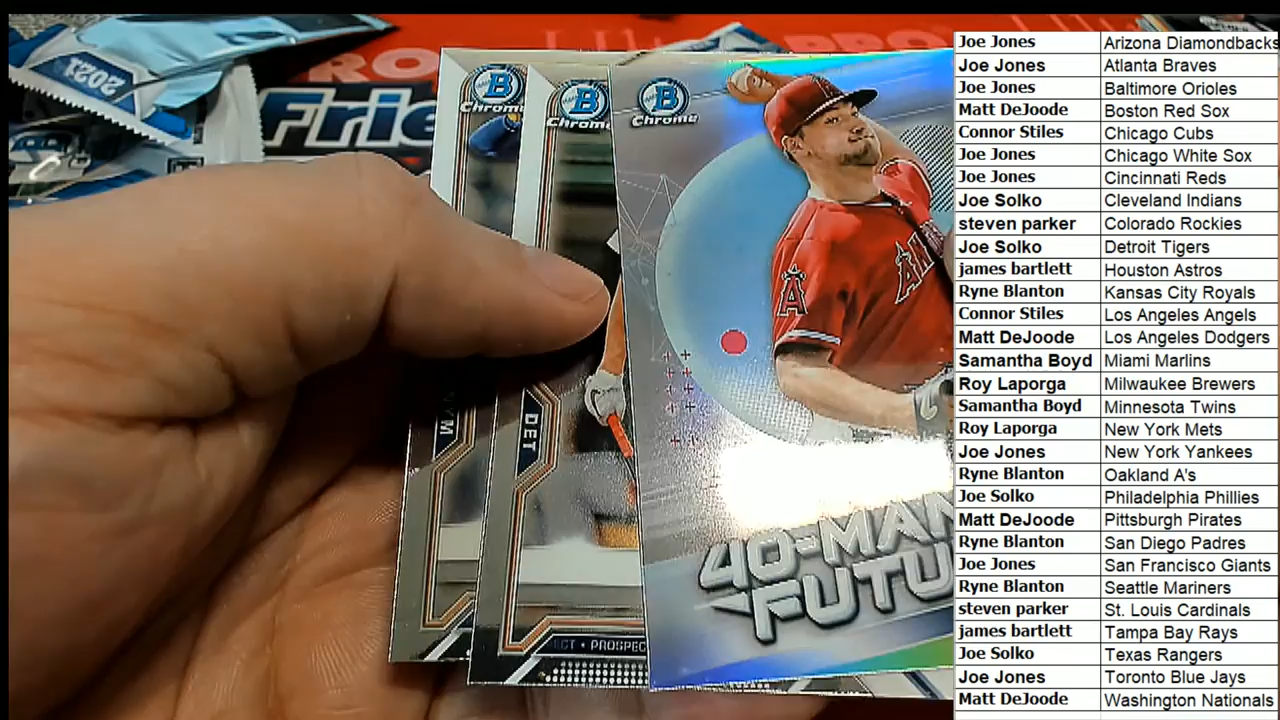 2021
Frie
B
Chrome
B
Chrome
B
Chrome
A
DET
40-MAN
FUTU
PROSPEC
Joe Jones Arizona Diamondbacks
Joe Jones Atlanta Braves
Joe Jones Baltimore Orioles
Matt DeJoode Boston Red Sox
Connor Stiles Chicago Cubs
Joe Jones Chicago White Sox
Joe Jones Cincinnati Reds
Joe Solko Cleveland Indians
steven parker Colorado Rockies
Joe Solko Detroit Tigers
james bartlett Houston Astros
Ryne Blanton Kansas City Royals
Connor Stiles Los Angeles Angels
Matt DeJoode Los Angeles Dodgers
Samantha Boyd Miami Marlins
Roy Laporga Milwaukee Brewers
Samantha Boyd Minnesota Twins
Roy Laporga New York Mets
Joe Jones New York Yankees
Ryne Blanton Oakland A's
Joe Solko Philadelphia Phillies
Matt DeJoode Pittsburgh Pirates
Ryne Blanton San Diego Padres
Joe Jones San Francisco Giants
Ryne Blanton Seattle Mariners
steven parker St. Louis Cardinals
james bartlett Tampa Bay Rays
Joe Solko Texas Rangers
Joe Jones Toronto Blue Jays
Matt DeJoode Washington Nationals